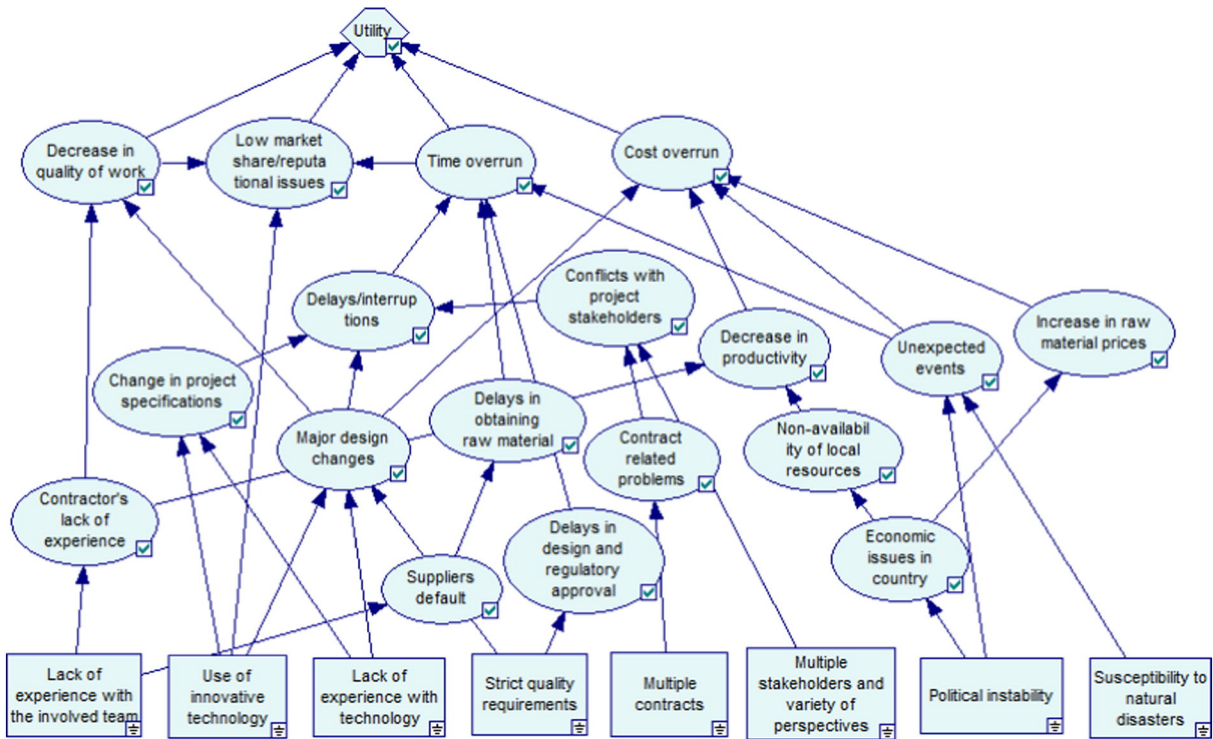 Utility
Decrease in
quality of work
Low market
share/reputa
tional issues
Time overrun
Cost overrun
Delays/interrup
tions
Conflicts with
project
stakeholders
Decrease in
productivity
Unexpected
events
Increase in raw
material prices
Change in project
specifications
Major design
changes
Delays in
obtaining
raw material
Contract
related
problems
Non-availabil
ity of local
resources
Contractor's
lack of
experience
Suppliers
default
Delays in
design and
regulatory
approval
Economic
issues in
country
Lack of
experience with
the involved team
Use of
innovative
technology
Lack of
experience with
technology
Strict quality
requirements
Multiple
contracts
Multiple
stakeholders and
variety of
perspectives
Political instability
Susceptibility to
natural
disasters